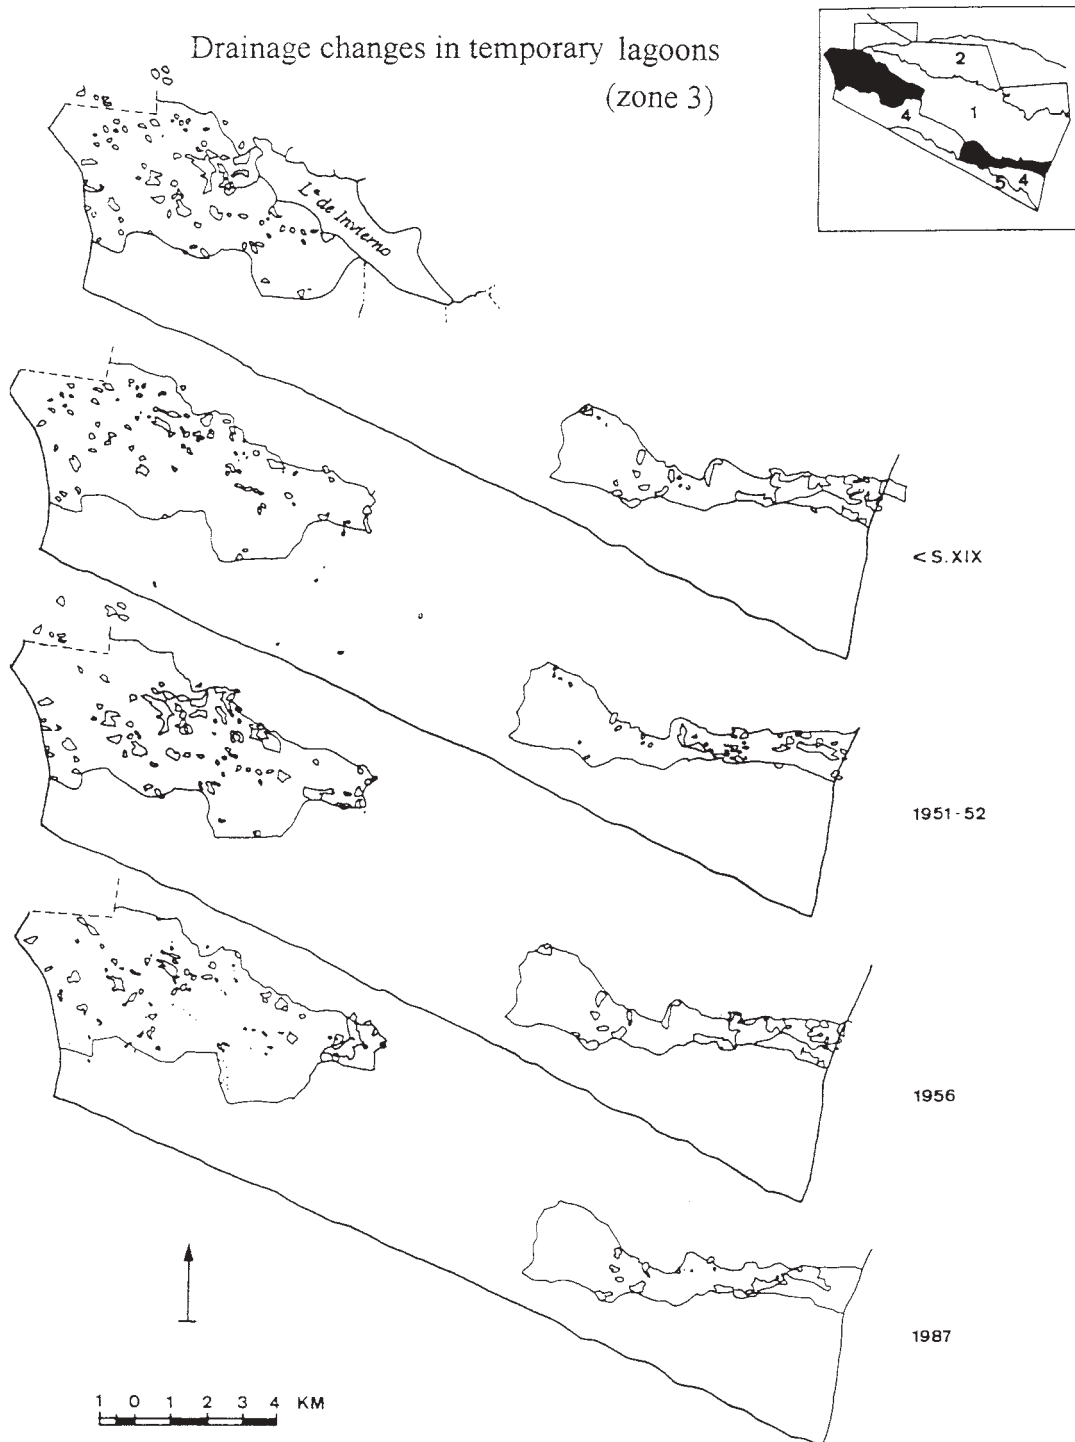 Drainage changes in temporary lagoons
(zone 3)
2
1
4
5 4
Lª de Invierno
< S. XIX
1951-52
1956
1987
1 0 1 2 3 4 KM